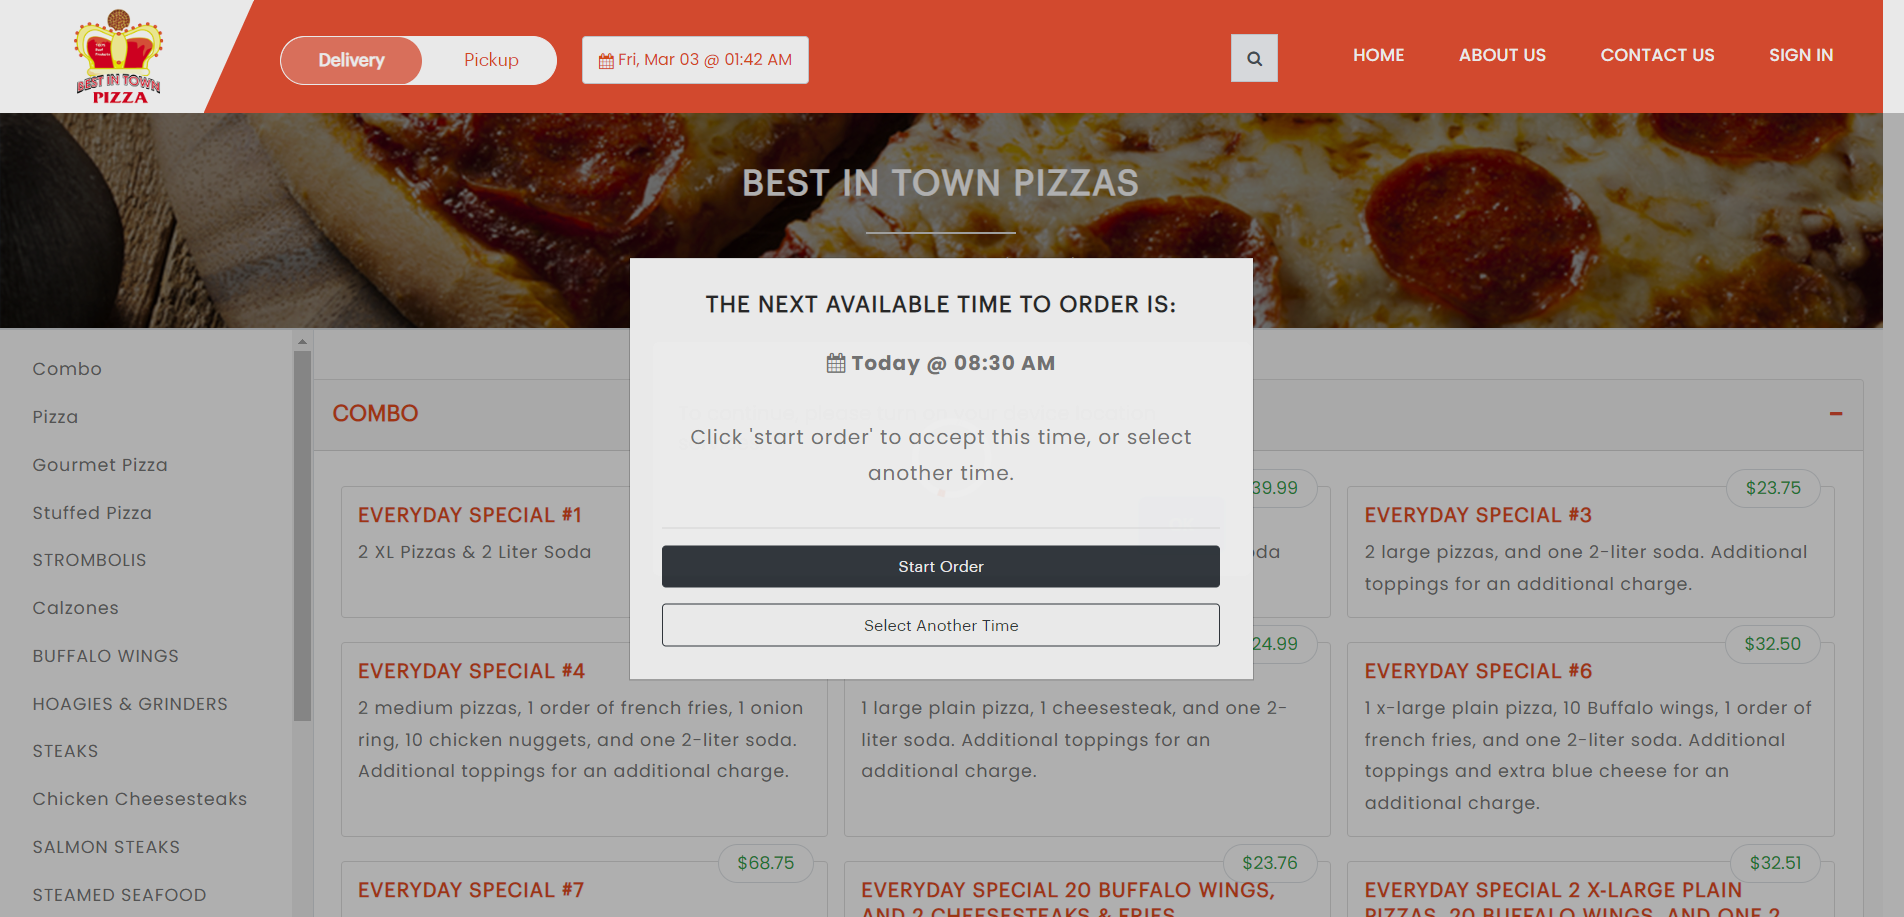 BEST IN TOWN
PIZZA
Delivery
Pickup
Fri, Mar 03 @ 01:42 AM
HOME
ABOUT US
CONTACT US
SIGN IN
BEST IN TOWN PIZZAS
THE NEXT AVAILABLE TIME TO ORDER IS:
Today @ 08:30 AM
Click 'start order' to accept this time, or select
another time.
Start Order
Select Another Time
Combo
Pizza
Gourmet Pizza
Stuffed Pizza
STROMBOLIS
Calzones
BUFFALO WINGS
HOAGIES & GRINDERS
STEAKS
Chicken Cheesesteaks
SALMON STEAKS
STEAMED SEAFOOD
COMBO
EVERYDAY SPECIAL #1
2 XL Pizzas & 2 Liter Soda
39.99
$23.75
EVERYDAY SPECIAL #3
2 large pizzas, and one 2-liter soda. Additional
toppings for an additional charge.
EVERYDAY SPECIAL #4
2 medium pizzas, 1 order of french fries, 1 onion
ring, 10 chicken nuggets, and one 2-liter soda.
Additional toppings for an additional charge.
24.99
1 large plain pizza, 1 cheesesteak, and one 2-
liter soda. Additional toppings for an
additional charge.
$32.50
EVERYDAY SPECIAL #6
1 x-large plain pizza, 10 Buffalo wings, 1 order of
french fries, and one 2-liter soda. Additional
toppings and extra blue cheese for an
additional charge.
$68.75
EVERYDAY SPECIAL #7
$23.76
EVERYDAY SPECIAL 20 BUFFALO WINGS,
AND 2 CHEESESTEAKS & FRIES
$32.51
EVERYDAY SPECIAL 2 X-LARGE PLAIN
PIZZAS, 20 BUFFALO WINGS, AND ONE 2